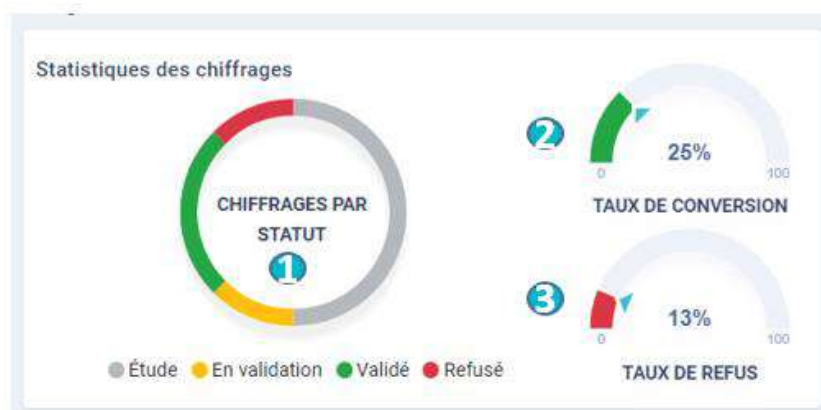 Statistiques des chiffrages
CHIFFRAGES PAR
STATUT
1
Étude En validation Validé Refusé
2
25%
0 100
TAUX DE CONVERSION
3
13%
0 100
TAUX DE REFUS